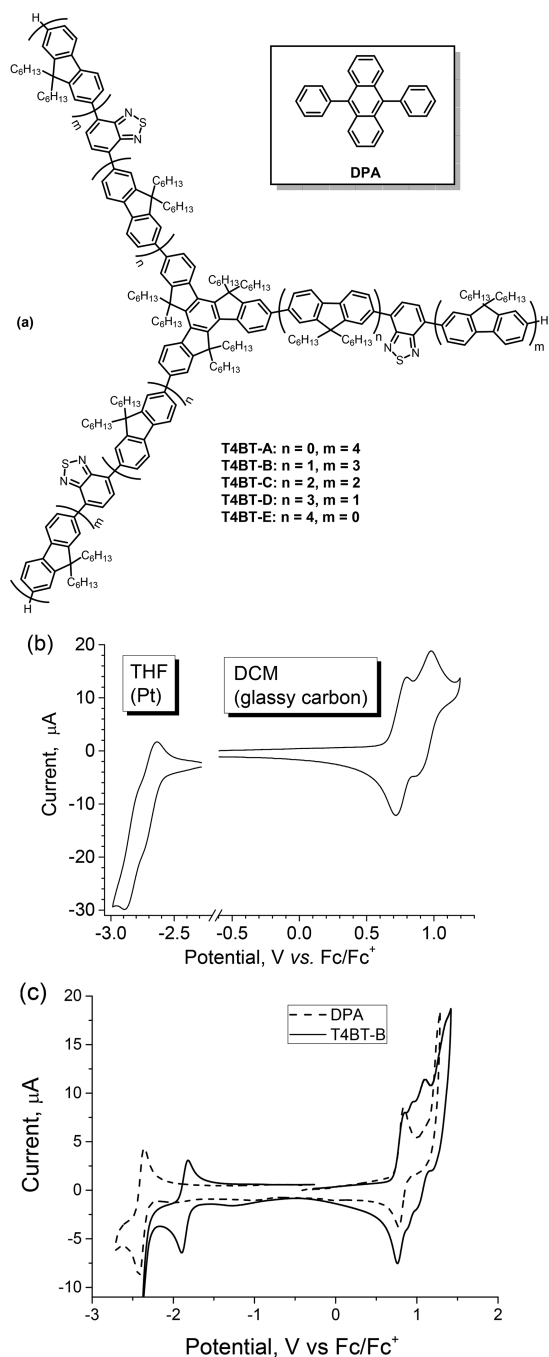 H
C₆H₁₃
C₆H₁₃
m
N
S
N
C₆H₁₃
C₆H₁₃
n
DPA
(a)
C₆H₁₃
C₆H₁₃
C₆H₁₃ C₆H₁₃
C₆H₁₃
C₆H₁₃
C₆H₁₃ C₆H₁₃
n
N N
S
C₆H₁₃ C₆H₁₃
H
m
C₆H₁₃
C₆H₁₃
n
S
N
N
m
C₆H₁₃
C₆H₁₃
H
T4BT-A: n = 0, m = 4
T4BT-B: n = 1, m = 3
T4BT-C: n = 2, m = 2
T4BT-D: n = 3, m = 1
T4BT-E: n = 4, m = 0
(b)
THF
(Pt)
DCM
(glassy carbon)
Current, μA
20
10
0
-10
-20
-30
-3.0 -2.5 -0.5 0.0 0.5 1.0
Potential, V vs. Fc/Fc⁺
(c)
DPA
T4BT-B
Current, μA
20
15
10
5
0
-5
-10
-3 -2 -1 0 1 2
Potential, V vs Fc/Fc⁺